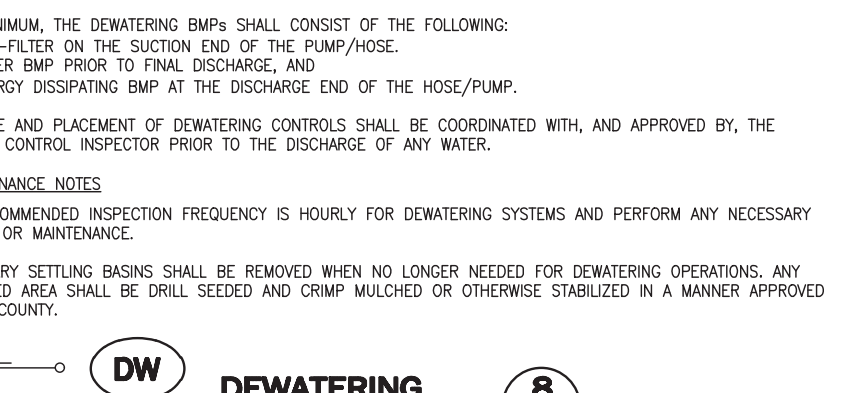 NIMUM, THE DEWATERING BMPs SHALL CONSIST OF THE FOLLOWING:
-FILTER ON THE SUCTION END OF THE PUMP/HOSE.
ER BMP PRIOR TO FINAL DISCHARGE, AND
RGY DISSIPATING BMP AT THE DISCHARGE END OF THE HOSE/PUMP.
E AND PLACEMENT OF DEWATERING CONTROLS SHALL BE COORDINATED WITH, AND APPROVED BY, THE
CONTROL INSPECTOR PRIOR TO THE DISCHARGE OF ANY WATER.
NANCE NOTES
OMMENDED INSPECTION FREQUENCY IS HOURLY FOR DEWATERING SYSTEMS AND PERFORM ANY NECESSARY
OR MAINTENANCE.
RY SETTLING BASINS SHALL BE REMOVED WHEN NO LONGER NEEDED FOR DEWATERING OPERATIONS. ANY
ED AREA SHALL BE DRILL SEEDED AND CRIMP MULCHED OR OTHERWISE STABILIZED IN A MANNER APPROVED
COUNTY.
DW
DEWATERING
8